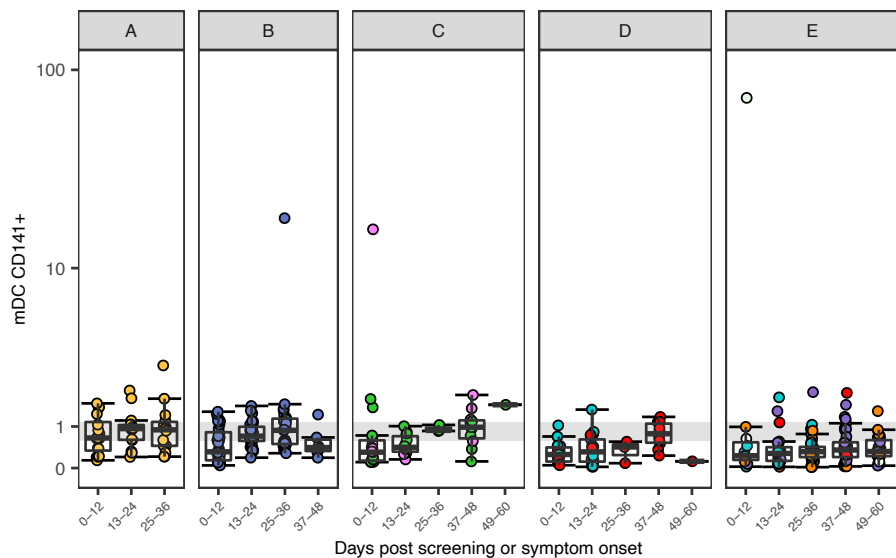 A B C D E
mDC CD141+
100
10
1
0
0–12 13–24 25–36
0–12 13–24 25–36 37–48
0–12 13–24 25–36 37–48 49–60
0–12 13–24 25–36 37–48 49–60
0–12 13–24 25–36 37–48 49–60
Days post screening or symptom onset